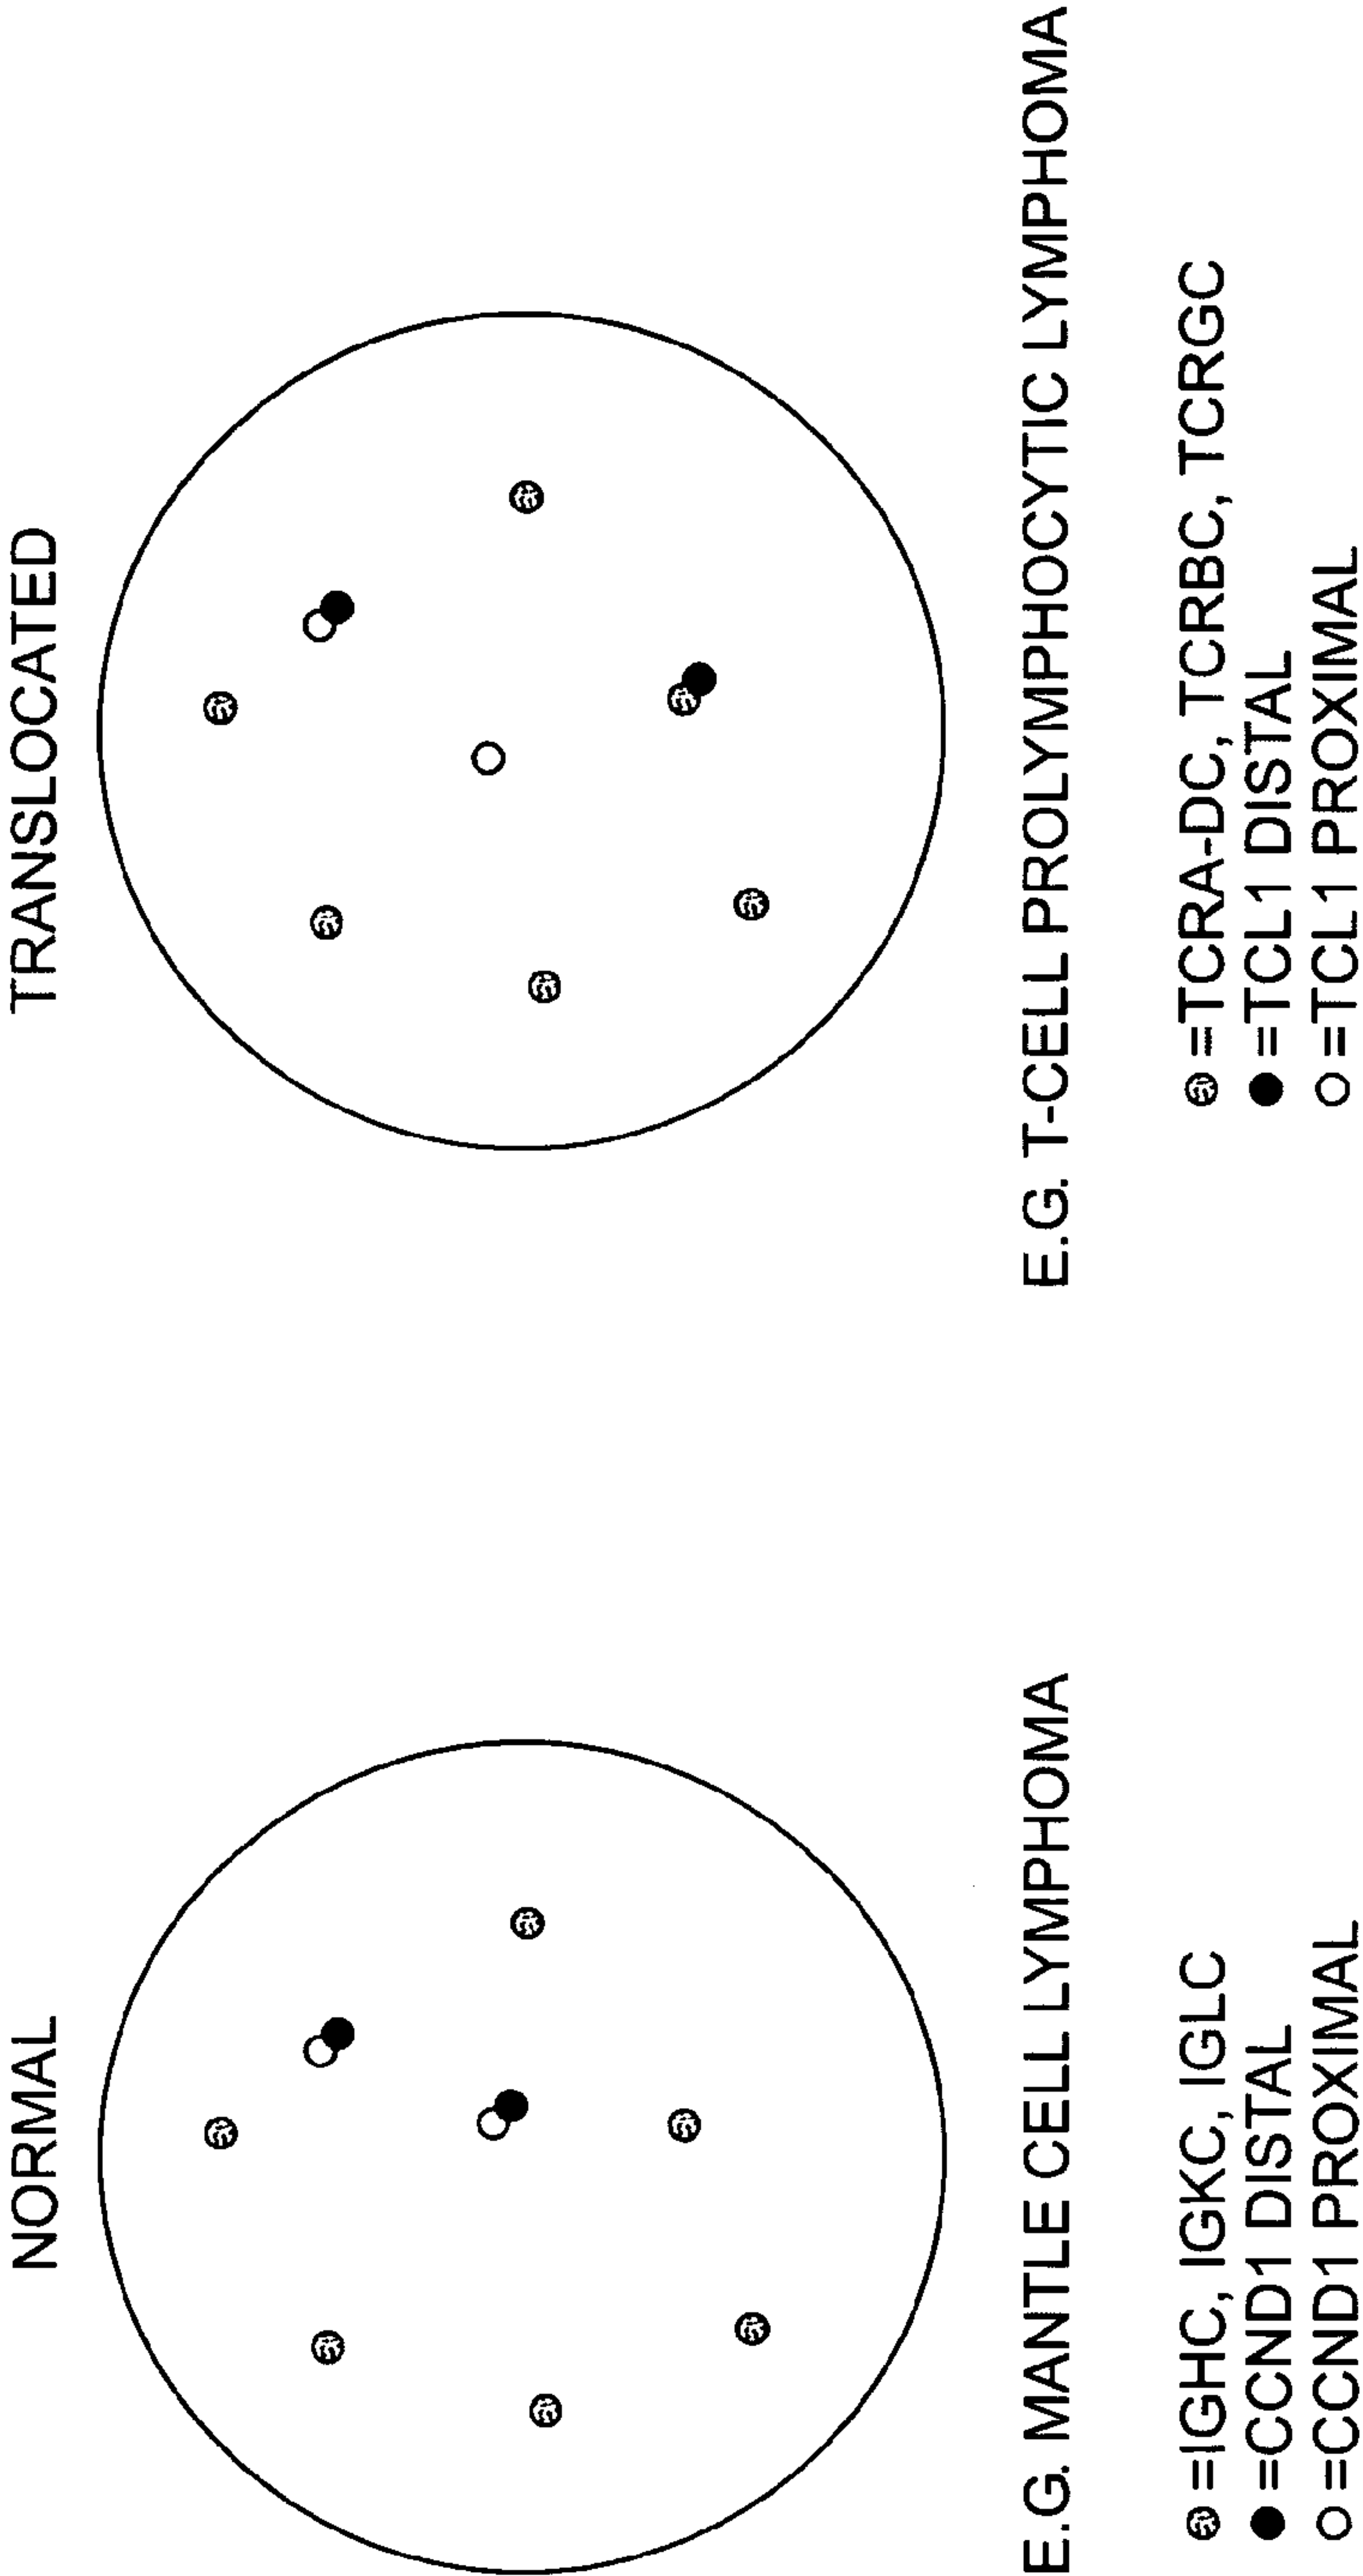 NORMAL
TRANSLOCATED
E.G. MANTLE CELL LYMPHOMA
=IGHC, IGKC, IGLC
=CCND1 DISTAL
=CCND1 PROXIMAL
E.G. T-CELL PROLYMPHOCYTIC LYMPHOMA
=TCRA-DC, TCRBC, TCRGC
=TCL1 DISTAL
=TCL1 PROXIMAL